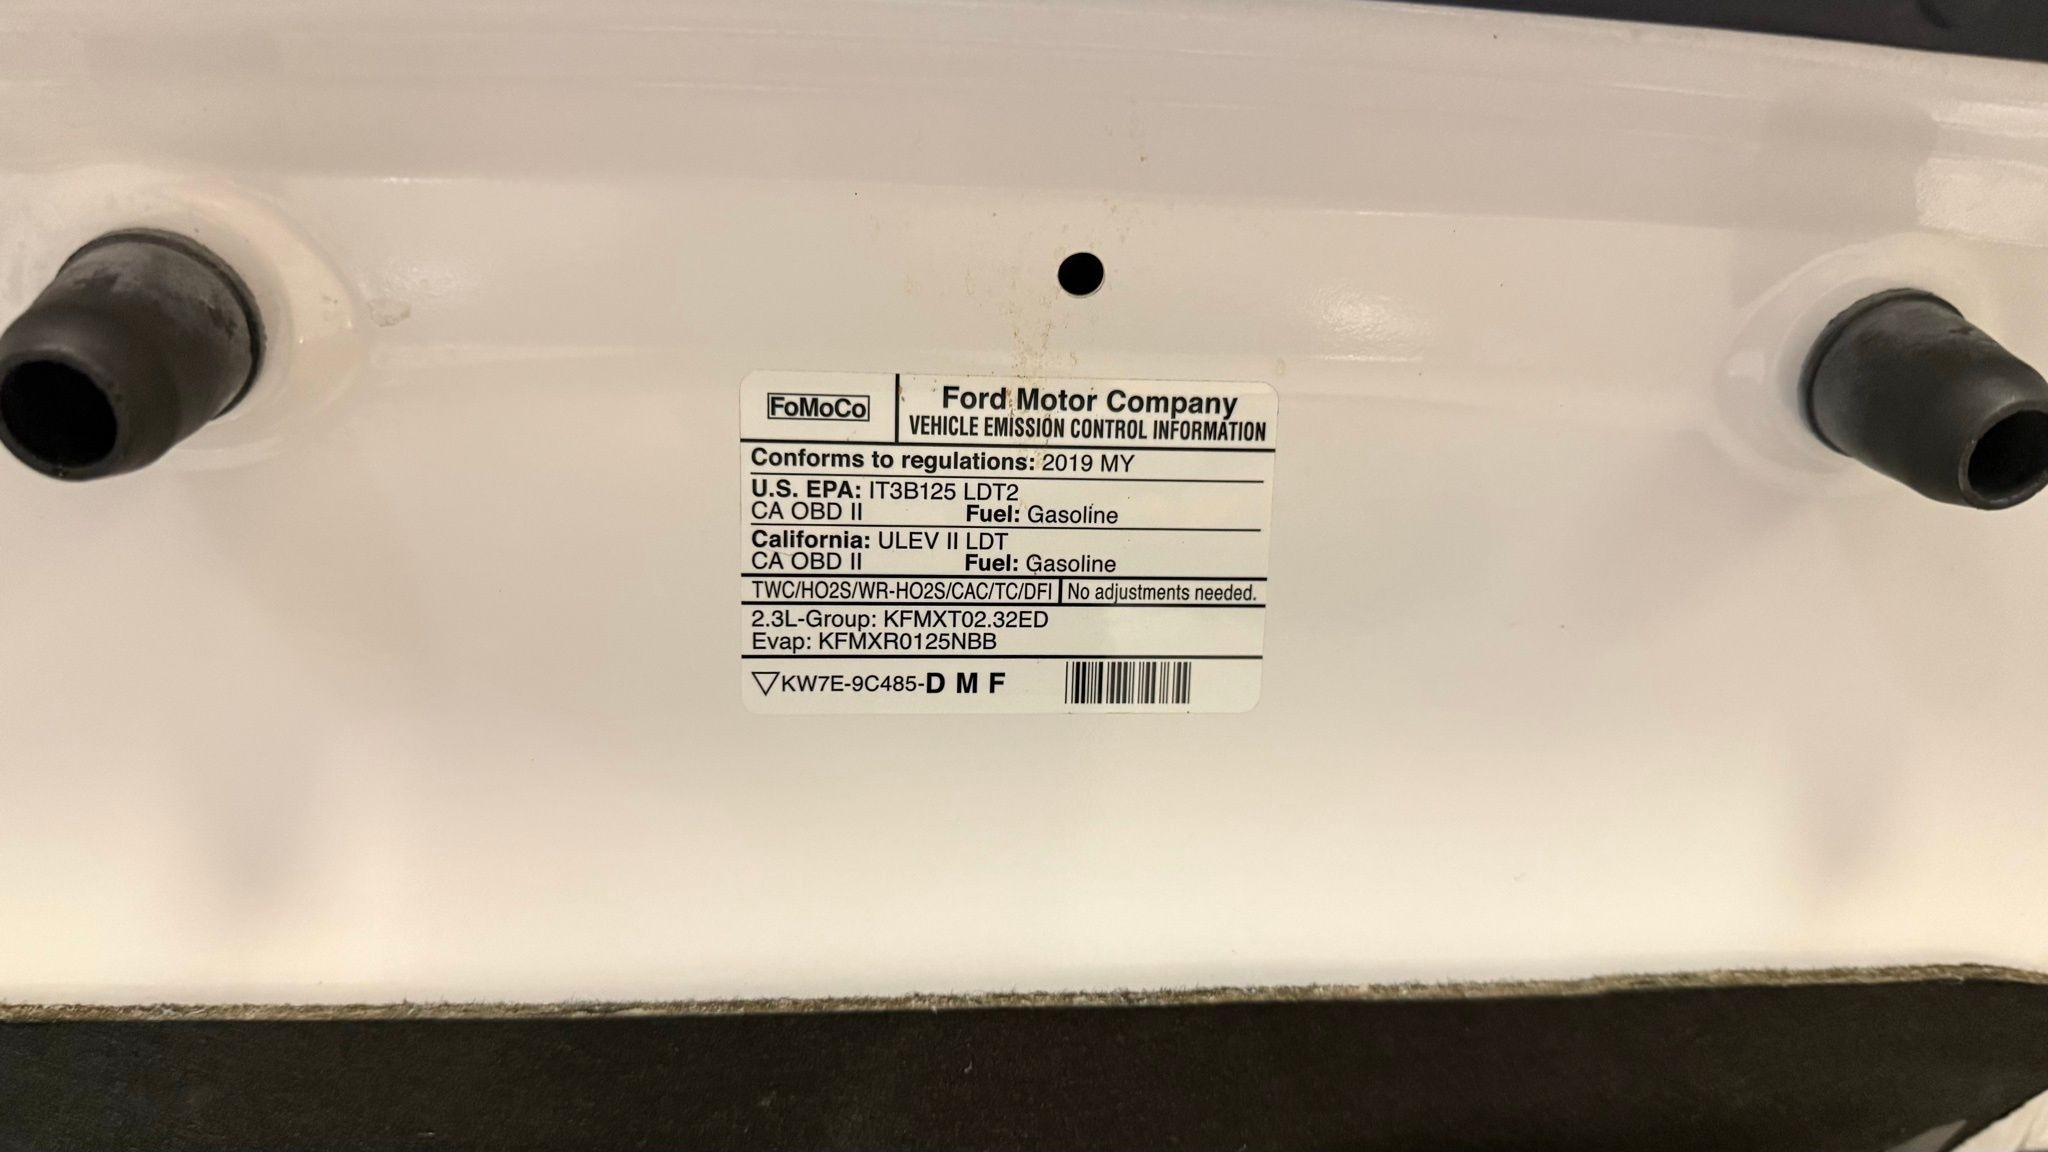 FoMoCo
Ford Motor Company
VEHICLE EMISSION CONTROL INFORMATION
Conforms to regulations: 2019 MY
U.S. EPA: IT3B125 LDT2
CA OBD II Fuel: Gasoline
California: ULEV II LDT
CA OBD II Fuel: Gasoline
TWC/HO2S/WR-HO2S/CAC/TC/DFI No adjustments needed.
2.3L-Group: KFMXT02.32ED
Evap: KFMXR0125NBB
KW7E-9C485-D M F